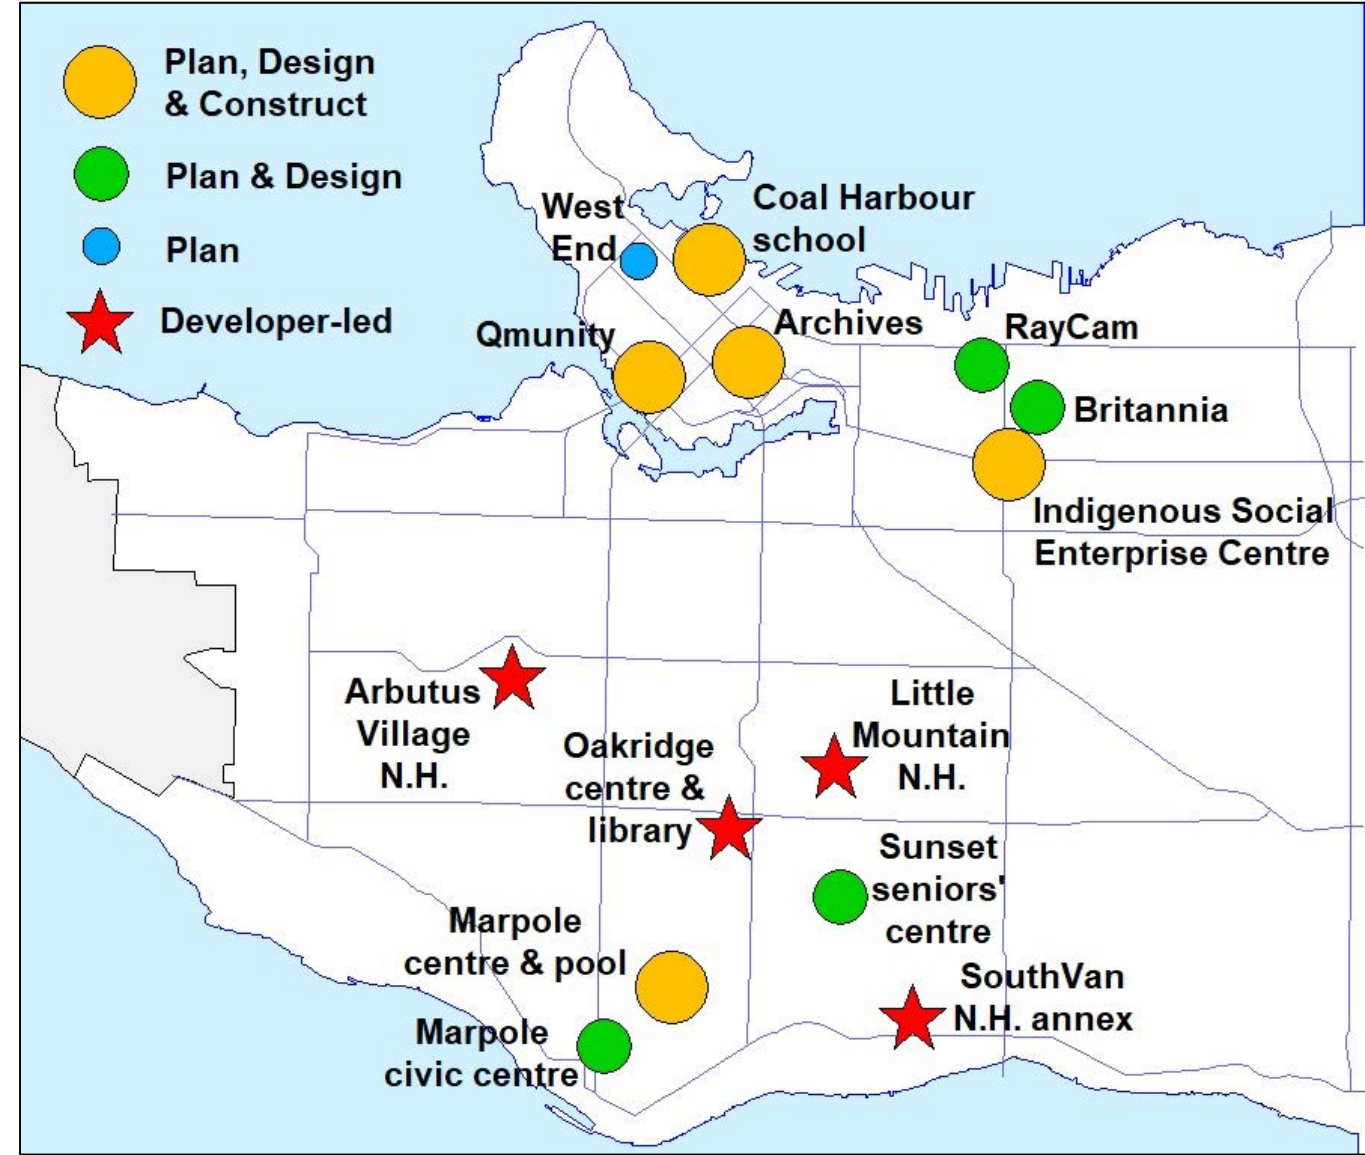 Plan, Design
& Construct
Plan & Design
Plan
Developer-led
West
End
Coal Harbour
school
Qmunity
Archives
RayCam
Britannia
Indigenous Social
Enterprise Centre
Arbutus
Village
N.H.
Oakridge
centre &
library
Little
Mountain
N.H.
Sunset
seniors'
centre
Marpole
centre & pool
SouthVan
N.H. annex
Marpole
civic centre